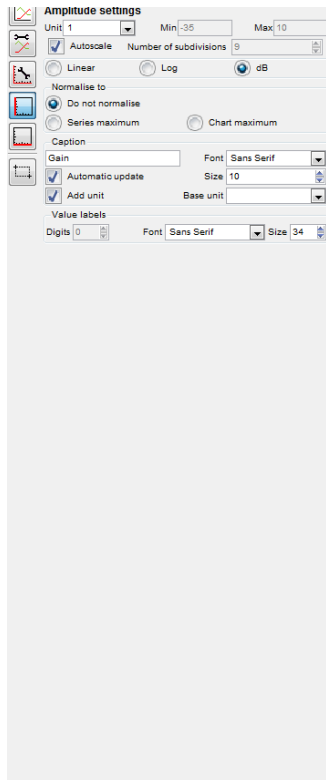 Amplitude settings
Unit 1 Min -35 Max 10
Autoscale Number of subdivisions 9
Linear Log dB
Normalise to
Do not normalise
Series maximum Chart maximum
Caption
Gain Font Sans Serif
Automatic update Size 10
Add unit Base unit
Value labels
Digits 0 Font Sans Serif Size 34